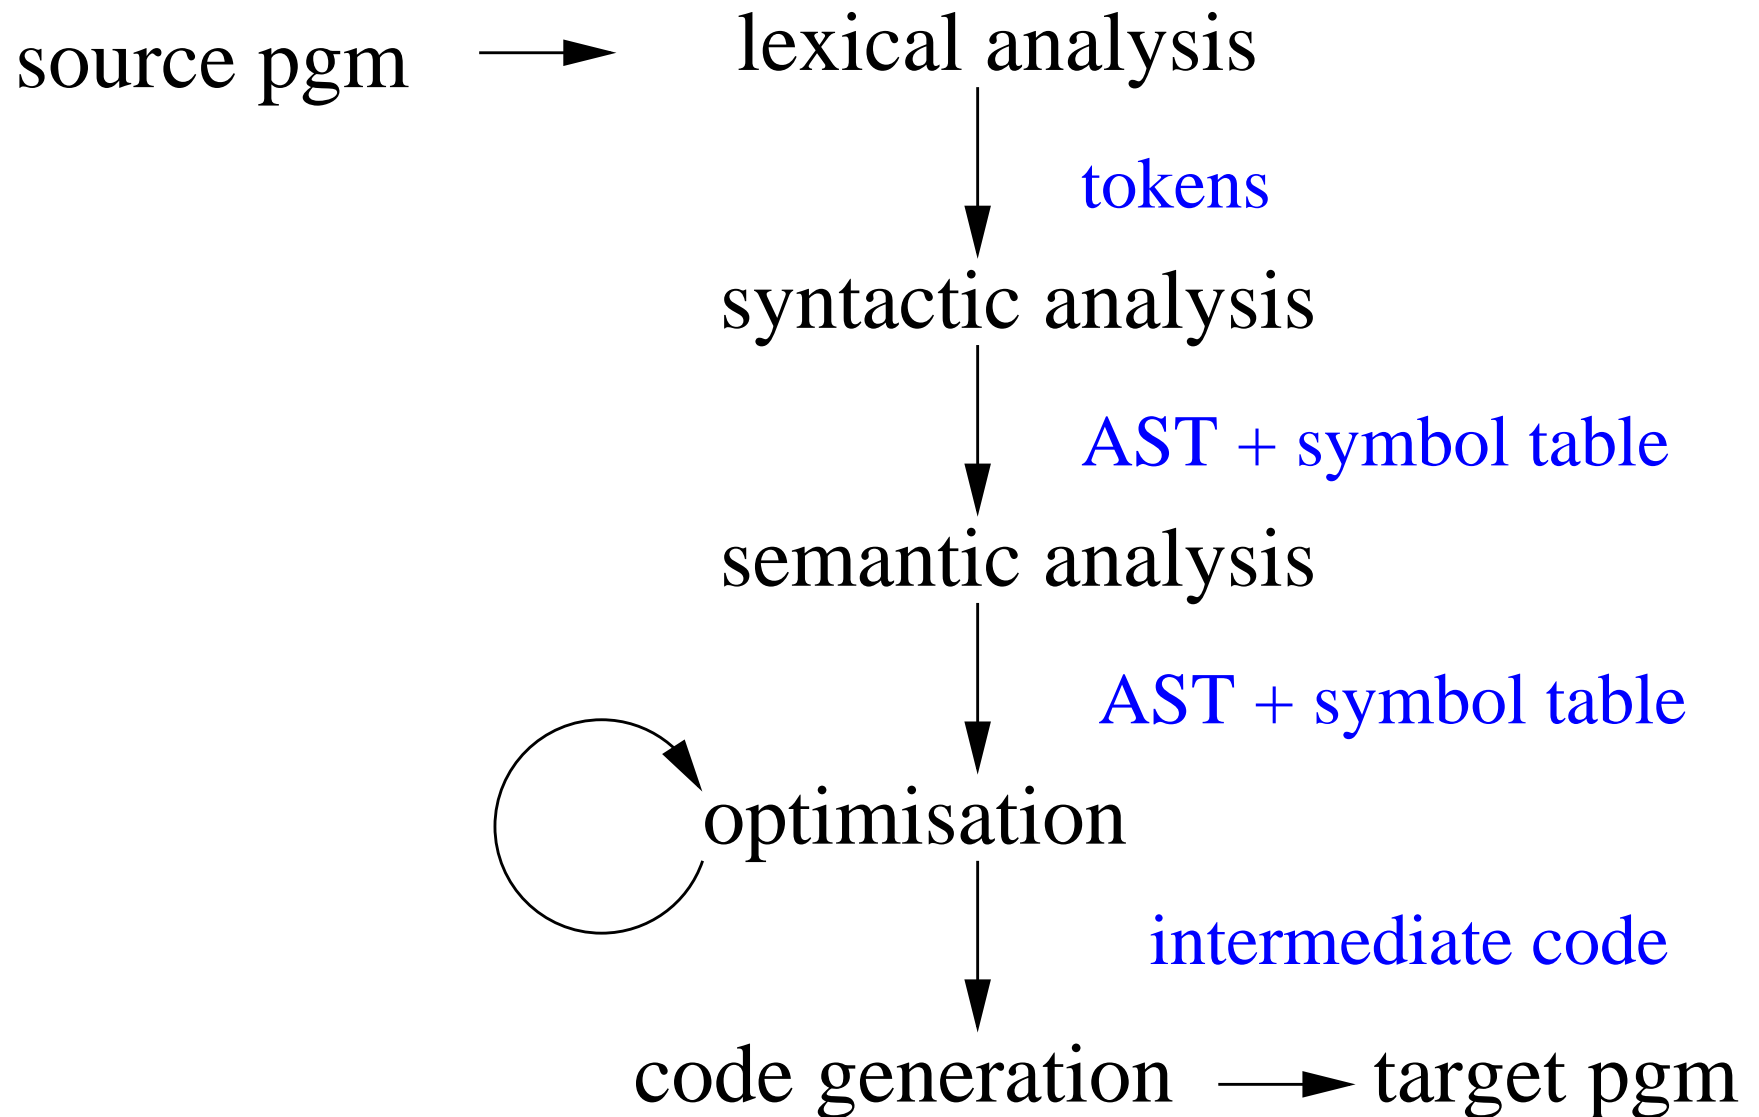 source pgm
lexical analysis
tokens
syntactic analysis
AST + symbol table
semantic analysis
AST + symbol table
optimisation
intermediate code
code generation
target pgm